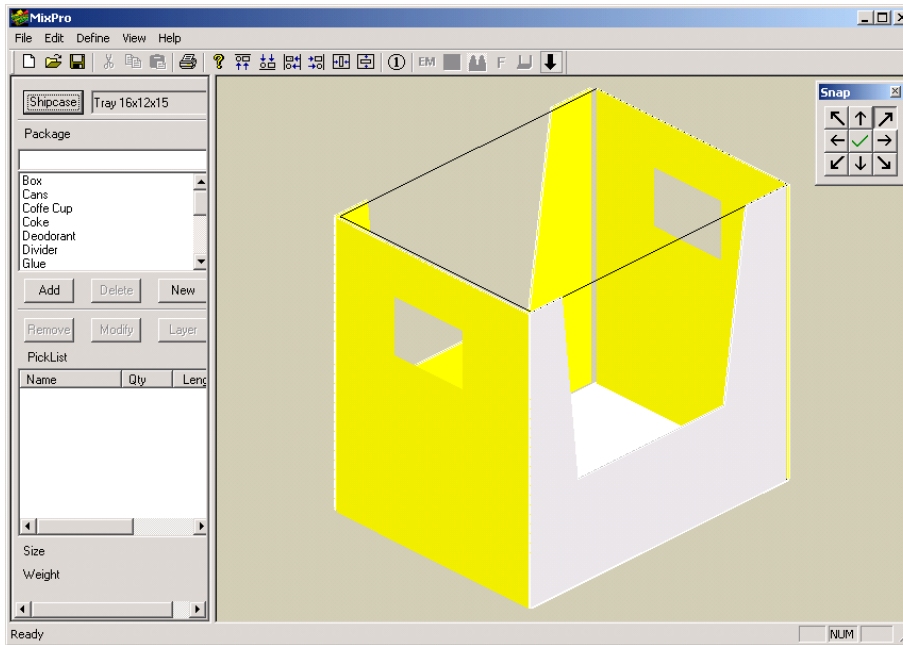 MixPro
File Edit Define View Help
EM F
Snap
Shipcase Tray 16x12x15
Package
Box
Cans
Coffe Cup
Coke
Deodorant
Divider
Glue
Add Delete New
Remove Modify Layer
PickList
Name Qty Leng
Size
Weight
Ready NUM